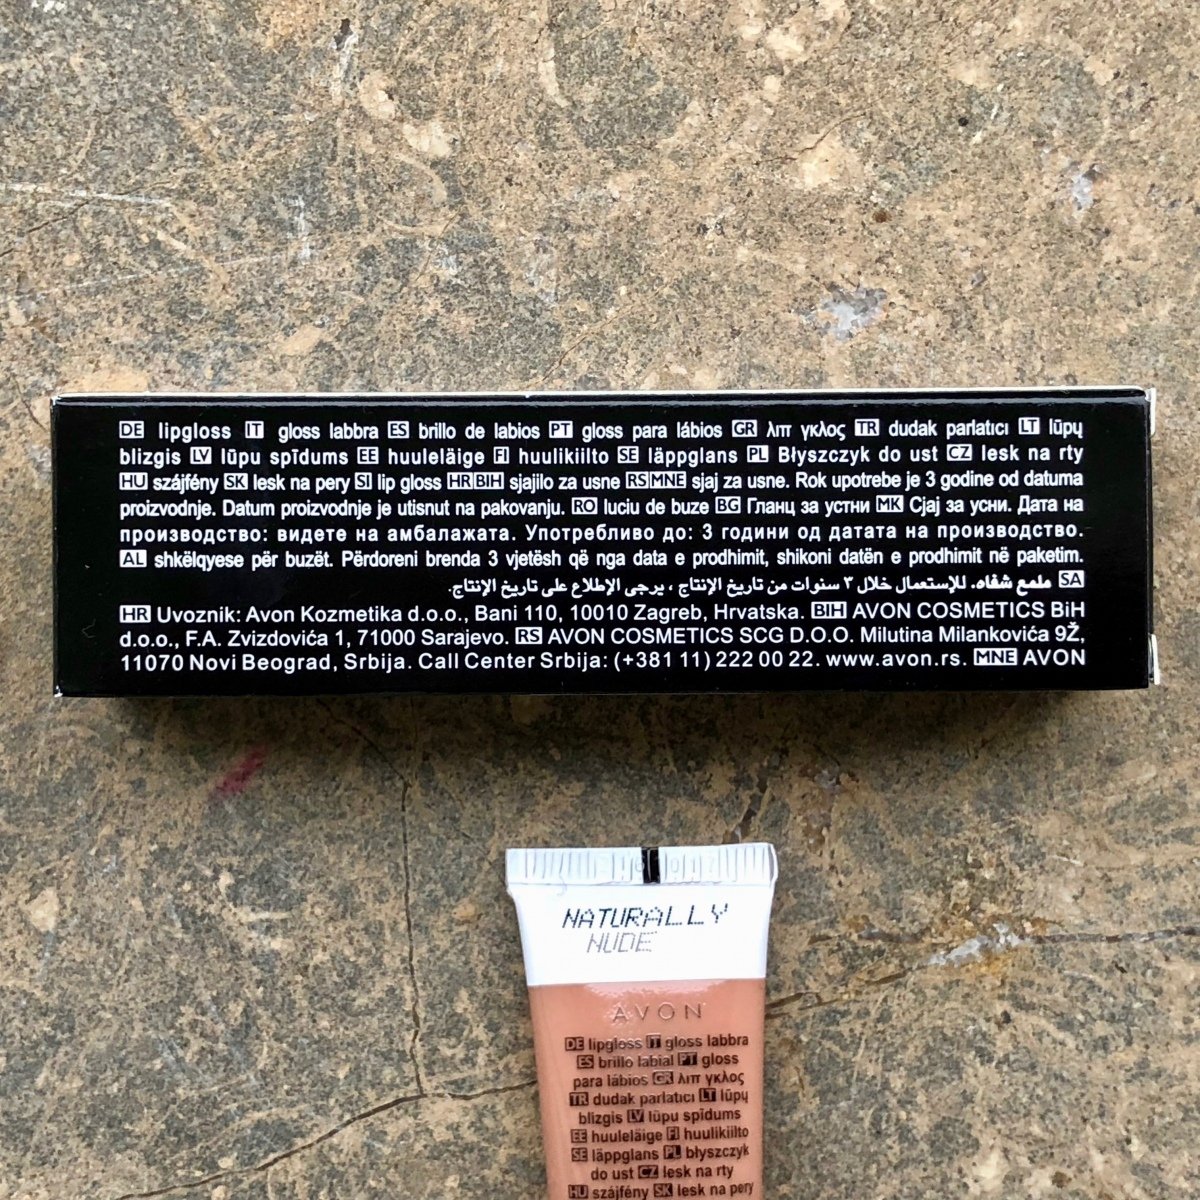 DE lipgloss IT gloss labbra ES brillo de labios PT gloss para lábios GR λιπ γκλος TR dudak parlatıcı LT lūpų
blizgis LV lūpu spīdums EE huuleläige FI huulikiilto SE läppglans PL Błyszczyk do ust CZ lesk na rty
HU szájfény SK lesk na pery SI lip gloss HR BIH sjajilo za usne RS MNE sjaj za usne. Rok upotrebe je 3 godine od datuma
proizvodnje. Datum proizvodnje je utisnut na pakovanju. RO luciu de buze BG Гланц за устни MK Сјај за усни. Дата на
производство: видете на амбалажата. Употребливо до: 3 години од датата на производство.
AL shkëlqyese për buzët. Përdoreni brenda 3 vjetësh që nga data e prodhimit, shikoni datën e prodhimit në paketim.
SA ملمع شفاه. للإستعمال خلال ٣ سنوات من تاريخ الإنتاج ، يرجى الإطلاع على تاريخ الإنتاج.
HR Uvoznik: Avon Kozmetika d.o.o., Bani 110, 10010 Zagreb, Hrvatska. BIH AVON COSMETICS BiH
d.o.o., F.A. Zvizdovića 1, 71000 Sarajevo. RS AVON COSMETICS SCG D.O.O. Milutina Milankovića 9Ž,
11070 Novi Beograd, Srbija. Call Center Srbija: (+381 11) 222 00 22. www.avon.rs. MNE AVON
NATURALLY
NUDE
AVON
DE lipgloss IT gloss labbra
ES brillo labial PT gloss
para lábios GR λιπ γκλος
TR dudak parlatıcı LT lūpų
blizgis LV lūpu spīdums
EE huuleläige FI huulikiilto
SE läppglans PL błyszczyk
do ust CZ lesk na rty
HU szájfény SK lesk na pery